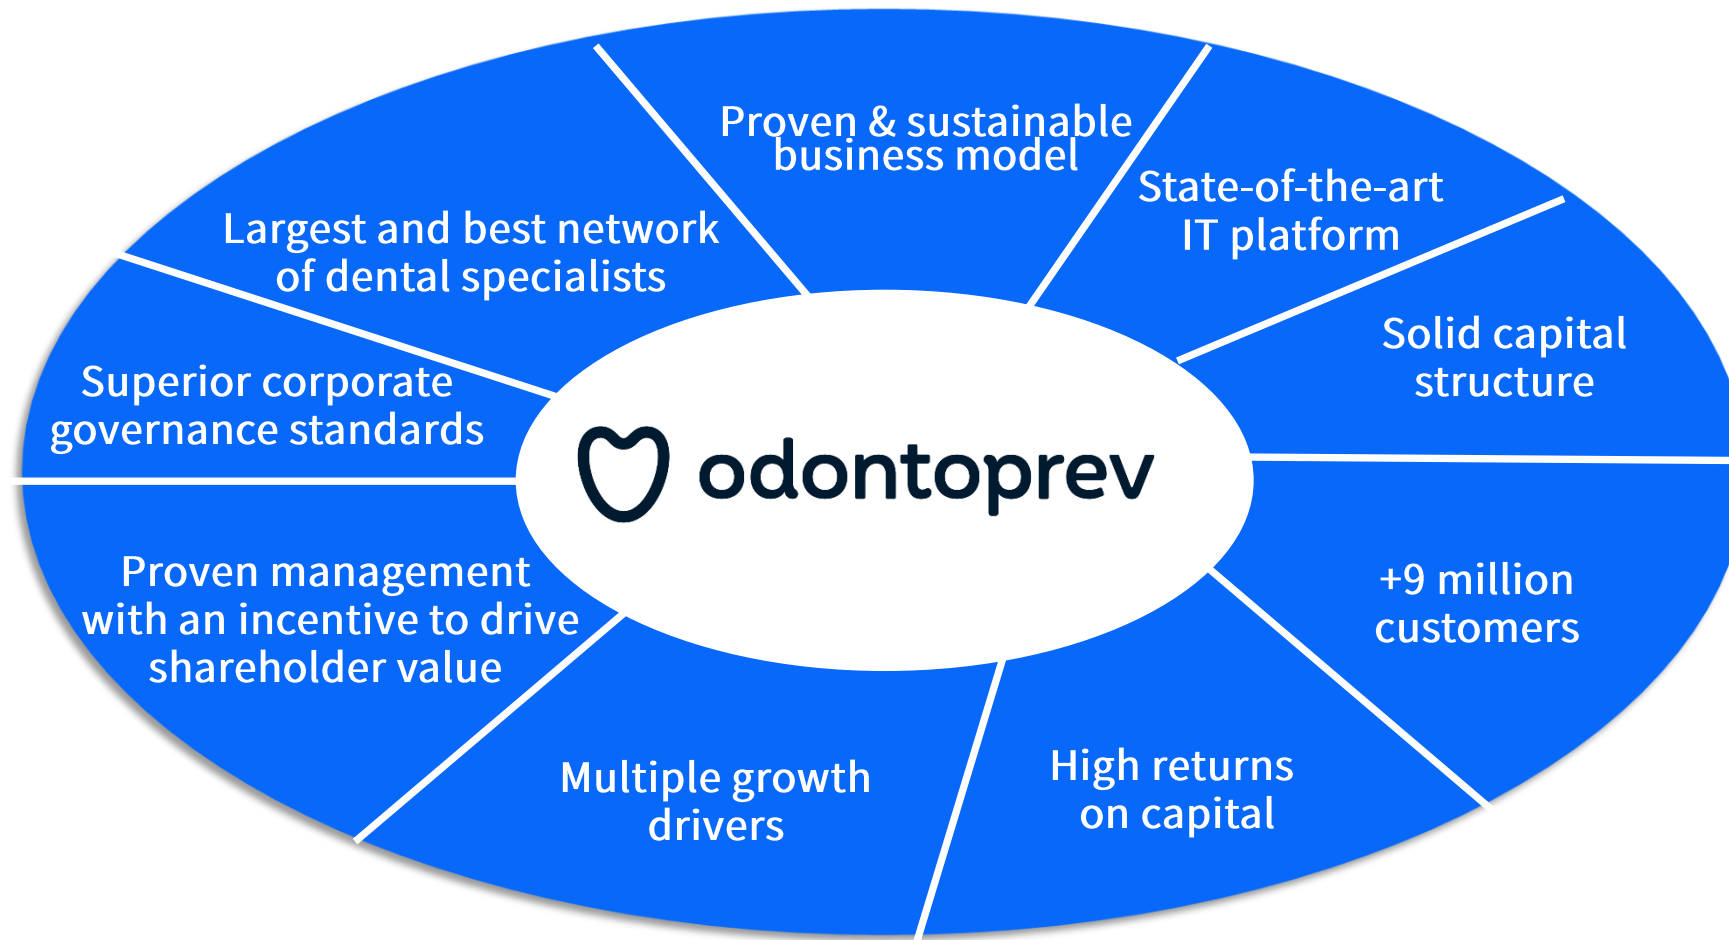 Proven & sustainable
business model
State-of-the-art
IT platform
Solid capital
structure
+9 million
customers
High returns
on capital
Multiple growth
drivers
Proven management
with an incentive to drive
shareholder value
Superior corporate
governance standards
Largest and best network
of dental specialists
odontoprev